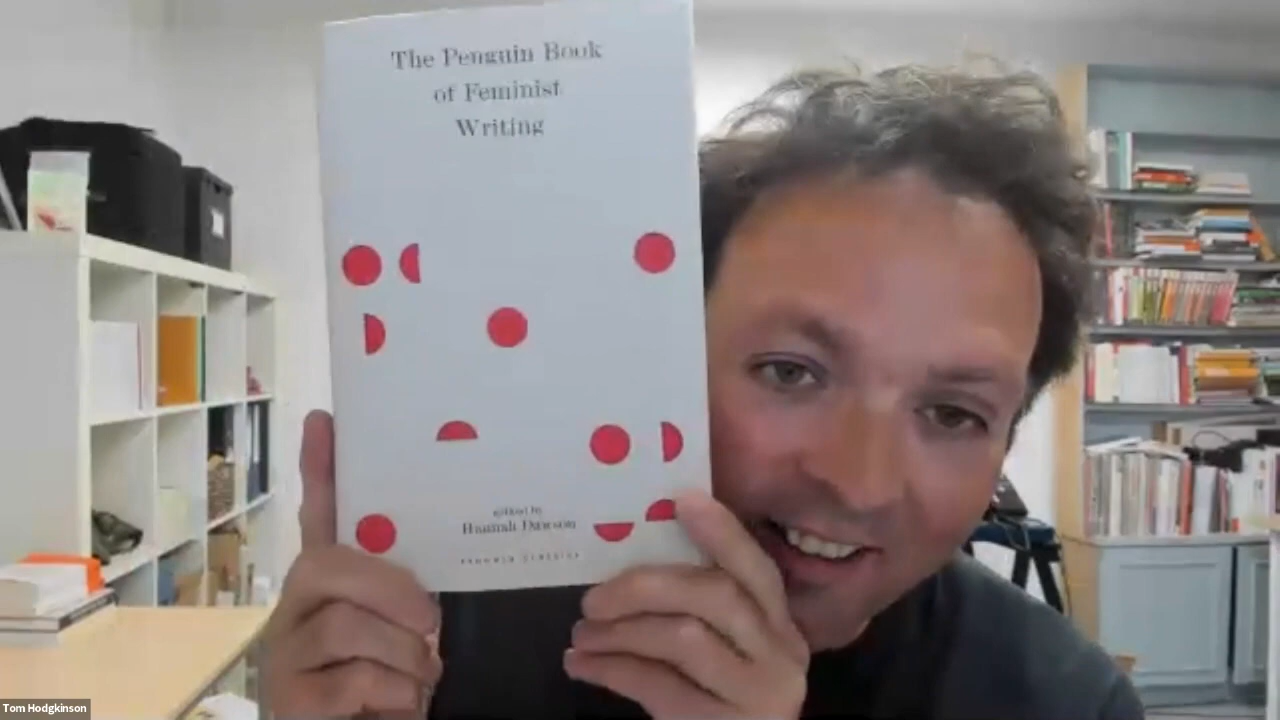 The Penguin Book
of Feminist
Writing
edited by
Hannah Dawson
PENGUIN CLASSICS
Tom Hodgkinson